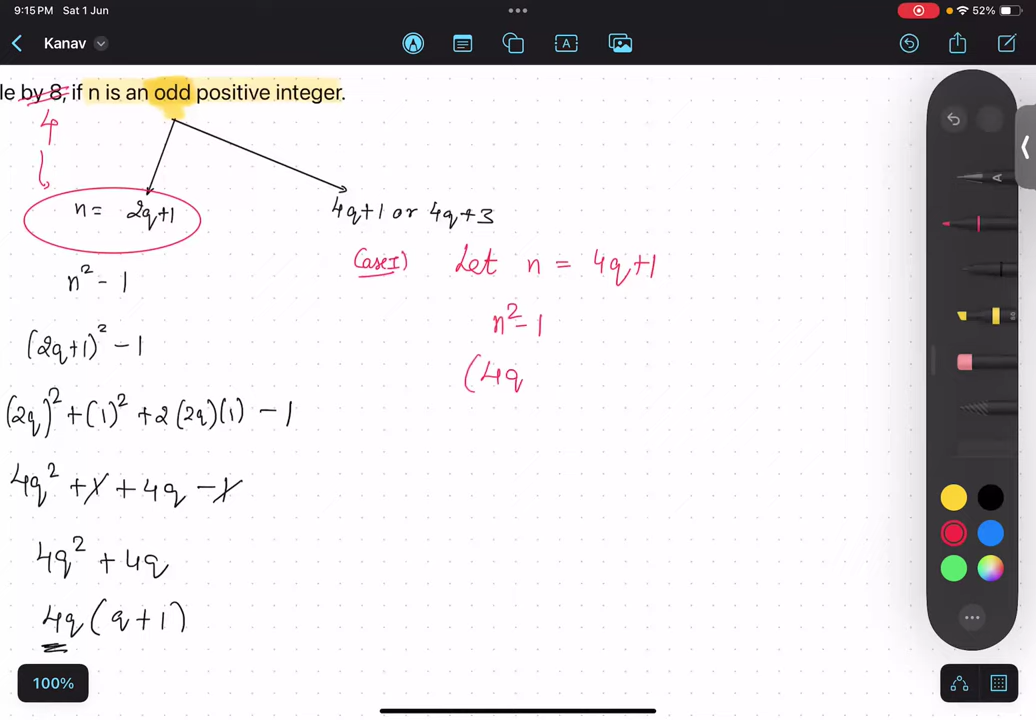 9:15 PM Sat 1 Jun
52%
Kanav
le by 8, if n is an odd positive integer.
4
n = 2q+1
4q+1 or 4q+3
n² - 1
Case I) Let n = 4q+1
n² - 1
(4q
(2q+1)² - 1
(2q)² + (1)² + 2(2q)(1) - 1
4q² + 1 + 4q - 1
4q² + 4q
4q(q+1)
100%